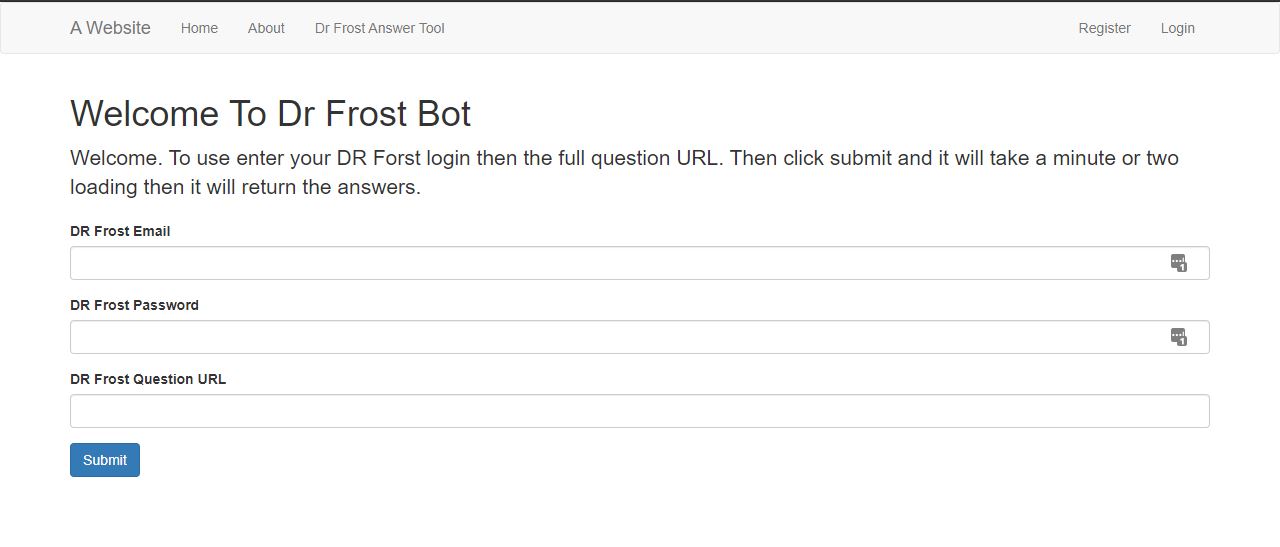 A Website Home About Dr Frost Answer Tool Register Login
Welcome To Dr Frost Bot
Welcome. To use enter your DR Forst login then the full question URL. Then click submit and it will take a minute or two
loading then it will return the answers.
DR Frost Email
1
DR Frost Password
1
DR Frost Question URL
Submit